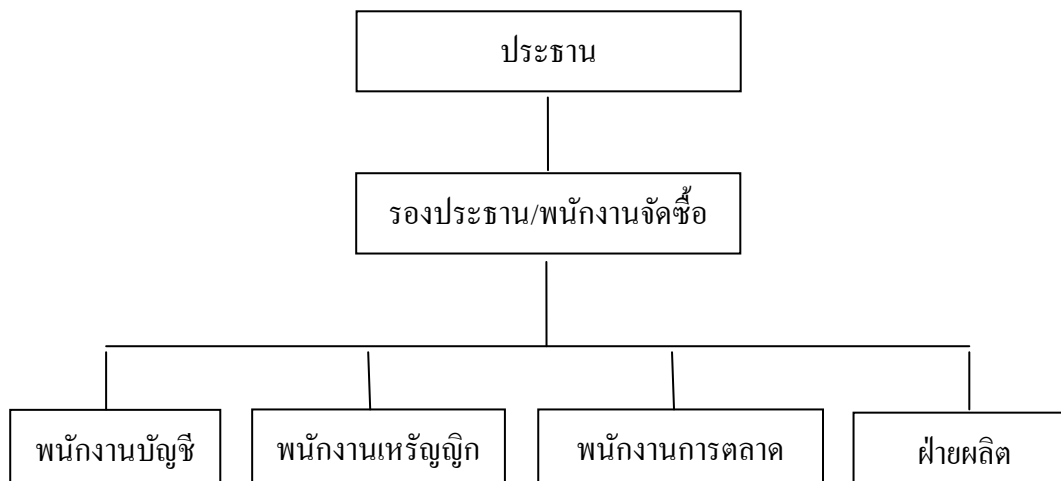 ประธาน
รองประธาน/พนักงานจัดซื้อ
พนักงานบัญชี
พนักงานเหรัญญิก
พนักงานการตลาด
ฝ่ายผลิต